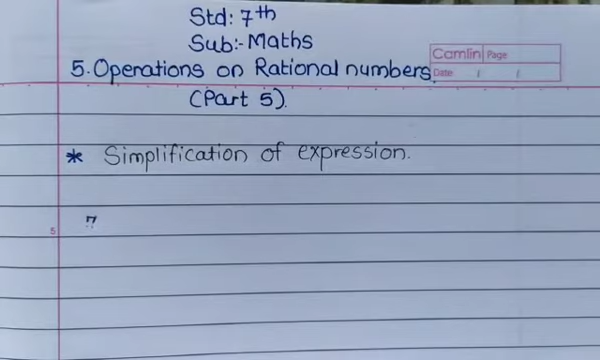 Std: 7th
Sub:- Maths
Camlin Page
5. Operations on Rational numbers.
Date / /
(Part 5).
* Simplification of expression.
5